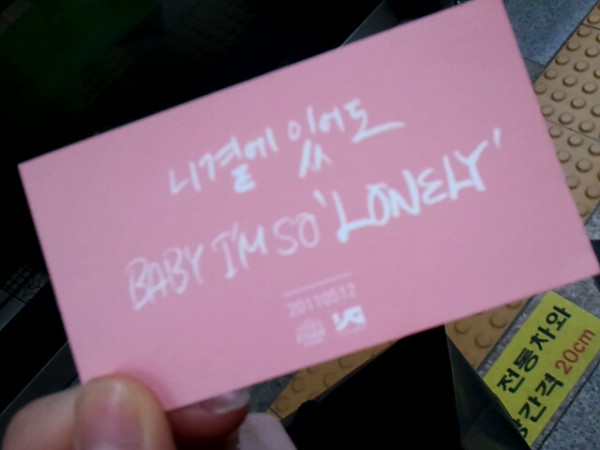 니곁에 있어도
BABY I'M SO 'LONELY'
20110512
YG
전동차와
간격 20cm